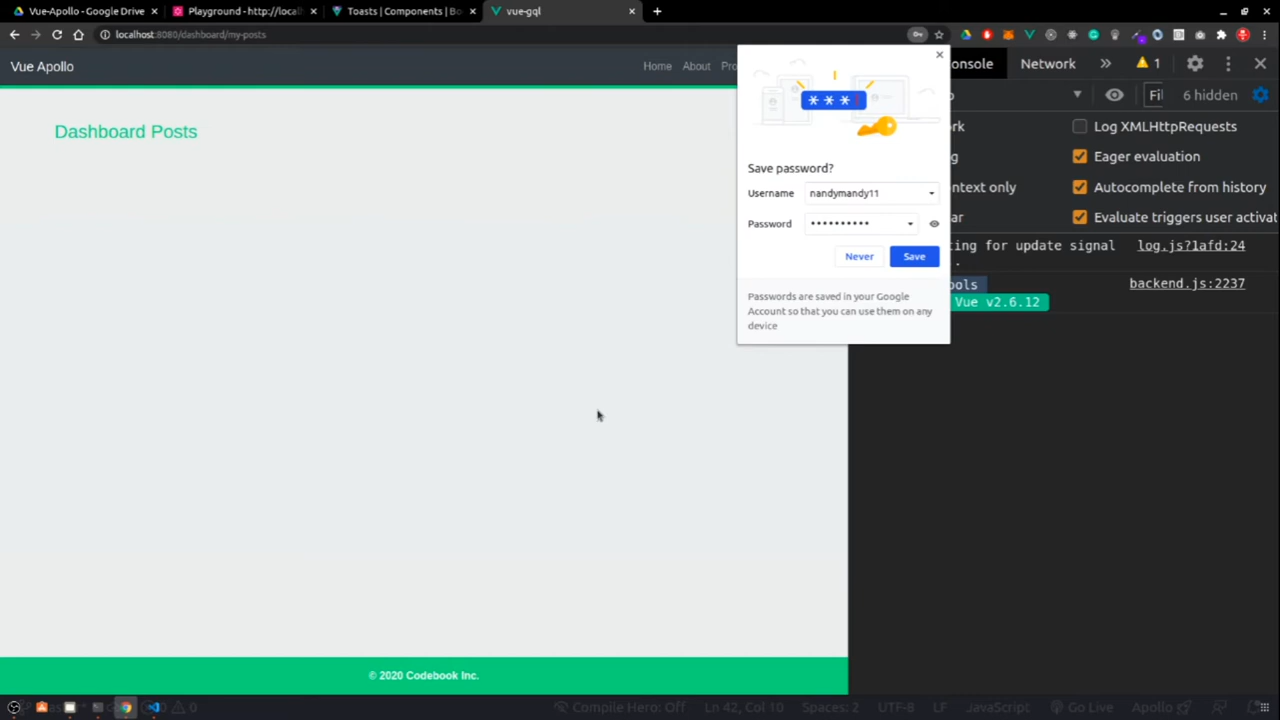 Vue-Apollo - Google Drive
Playground - http://local
Toasts | Components | Bo
vue-gql
localhost:8080/dashboard/my-posts
Vue Apollo
Home
About
Pro
onsole
Network
1
Dashboard Posts
Fil
6 hidden
Log XMLHttpRequests
Eager evaluation
ontext only
Autocomplete from history
Evaluate triggers user activat
Save password?
Username
nandymandy11
Password
Never
Save
Passwords are saved in your Google
Account so that you can use them on any
device
ing for update signal
log.js?1afd:24
ools
backend.js:2237
Vue v2.6.12
© 2020 Codebook Inc.
0
Compile Hero: Off
Ln 42, Col 10
Spaces: 2
UTF-8
LF
JavaScript
Go Live
Apollo